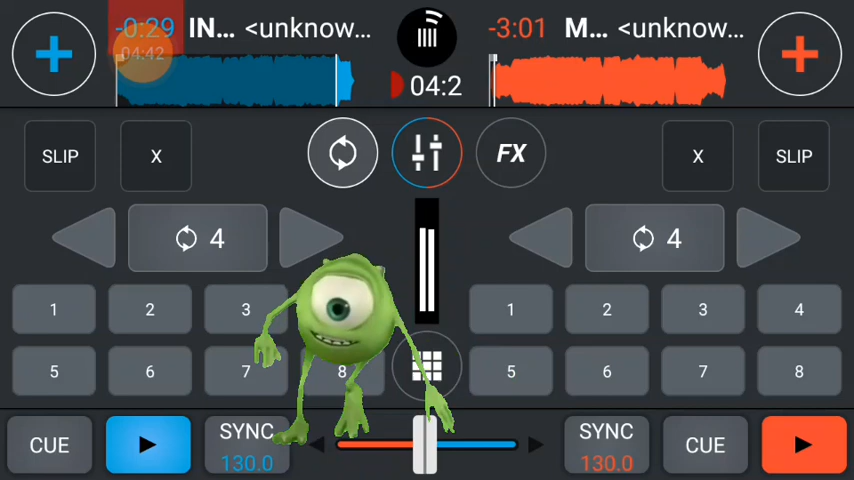 -0:29 IN... <unknow...
04:42
04:2
-3:01 M... <unknow...
SLIP X FX X SLIP
4 4
1 2 3 1 2 3 4
5 6 7 8 5 6 7 8
CUE SYNC 130.0 SYNC 130.0 CUE